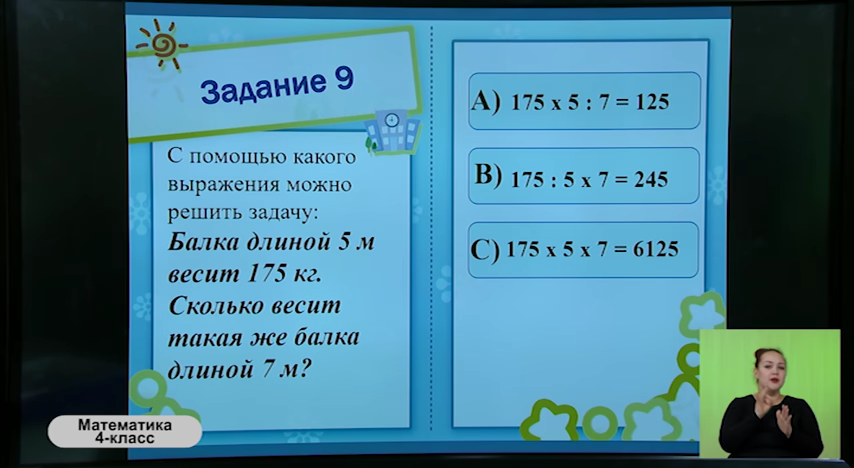 Задание 9
С помощью какого
выражения можно
решить задачу:
Балка длиной 5 м
весит 175 кг.
Сколько весит
такая же балка
длиной 7 м?
А) 175 х 5 : 7 = 125
В) 175 : 5 х 7 = 245
С) 175 х 5 х 7 = 6125
Математика
4-класс